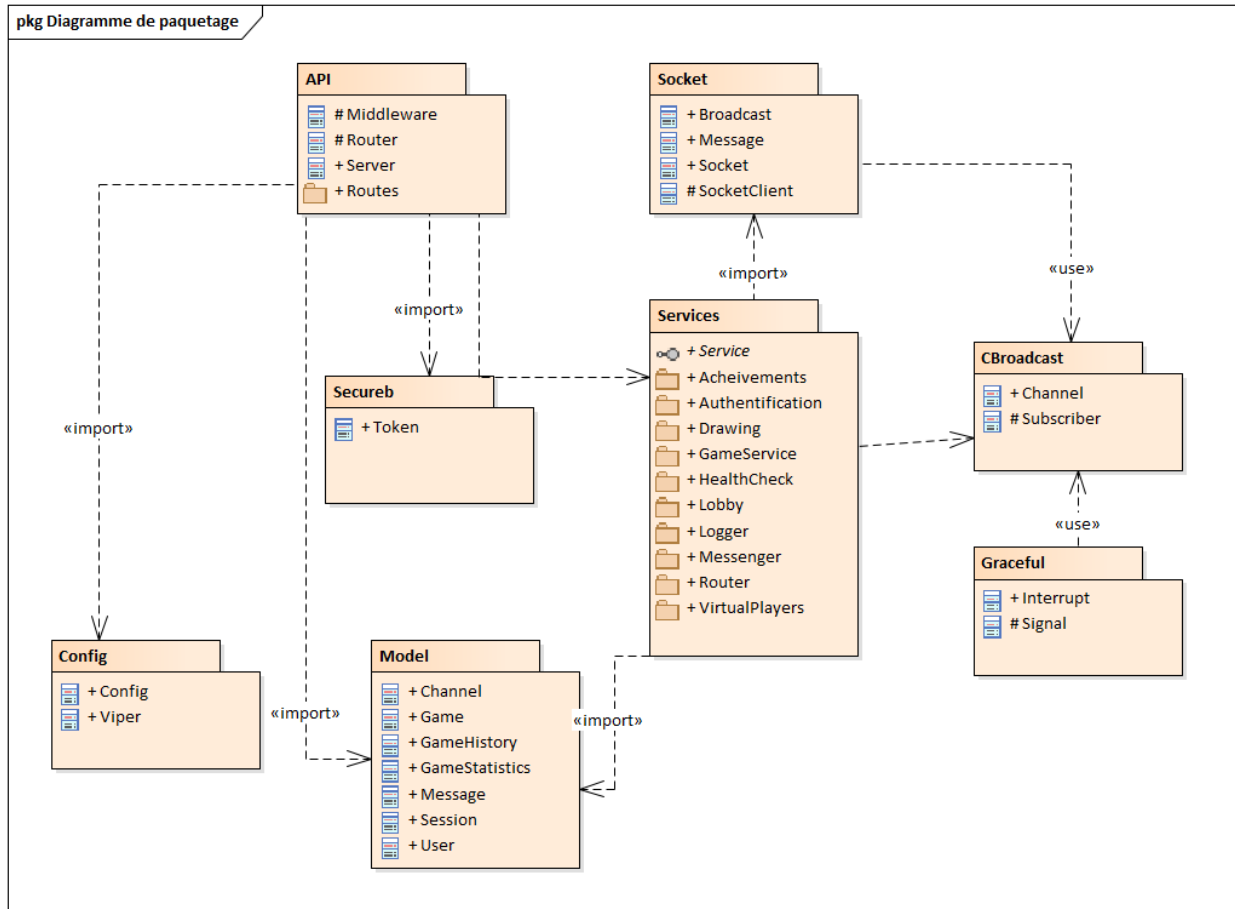 pkg Diagramme de paquetage
API
# Middleware
# Router
+ Server
+ Routes
Socket
+ Broadcast
+ Message
+ Socket
# SocketClient
«import»
«use»
«import»
Services
+ Service
+ Acheivements
+ Authentification
+ Drawing
+ GameService
+ HealthCheck
+ Lobby
+ Logger
+ Messenger
+ Router
+ VirtualPlayers
CBroadcast
+ Channel
# Subscriber
Secureb
+ Token
«import»
«use»
Graceful
+ Interrupt
# Signal
Config
+ Config
+ Viper
«import»
Model
+ Channel
+ Game
+ GameHistory
+ GameStatistics
+ Message
+ Session
+ User
«import»